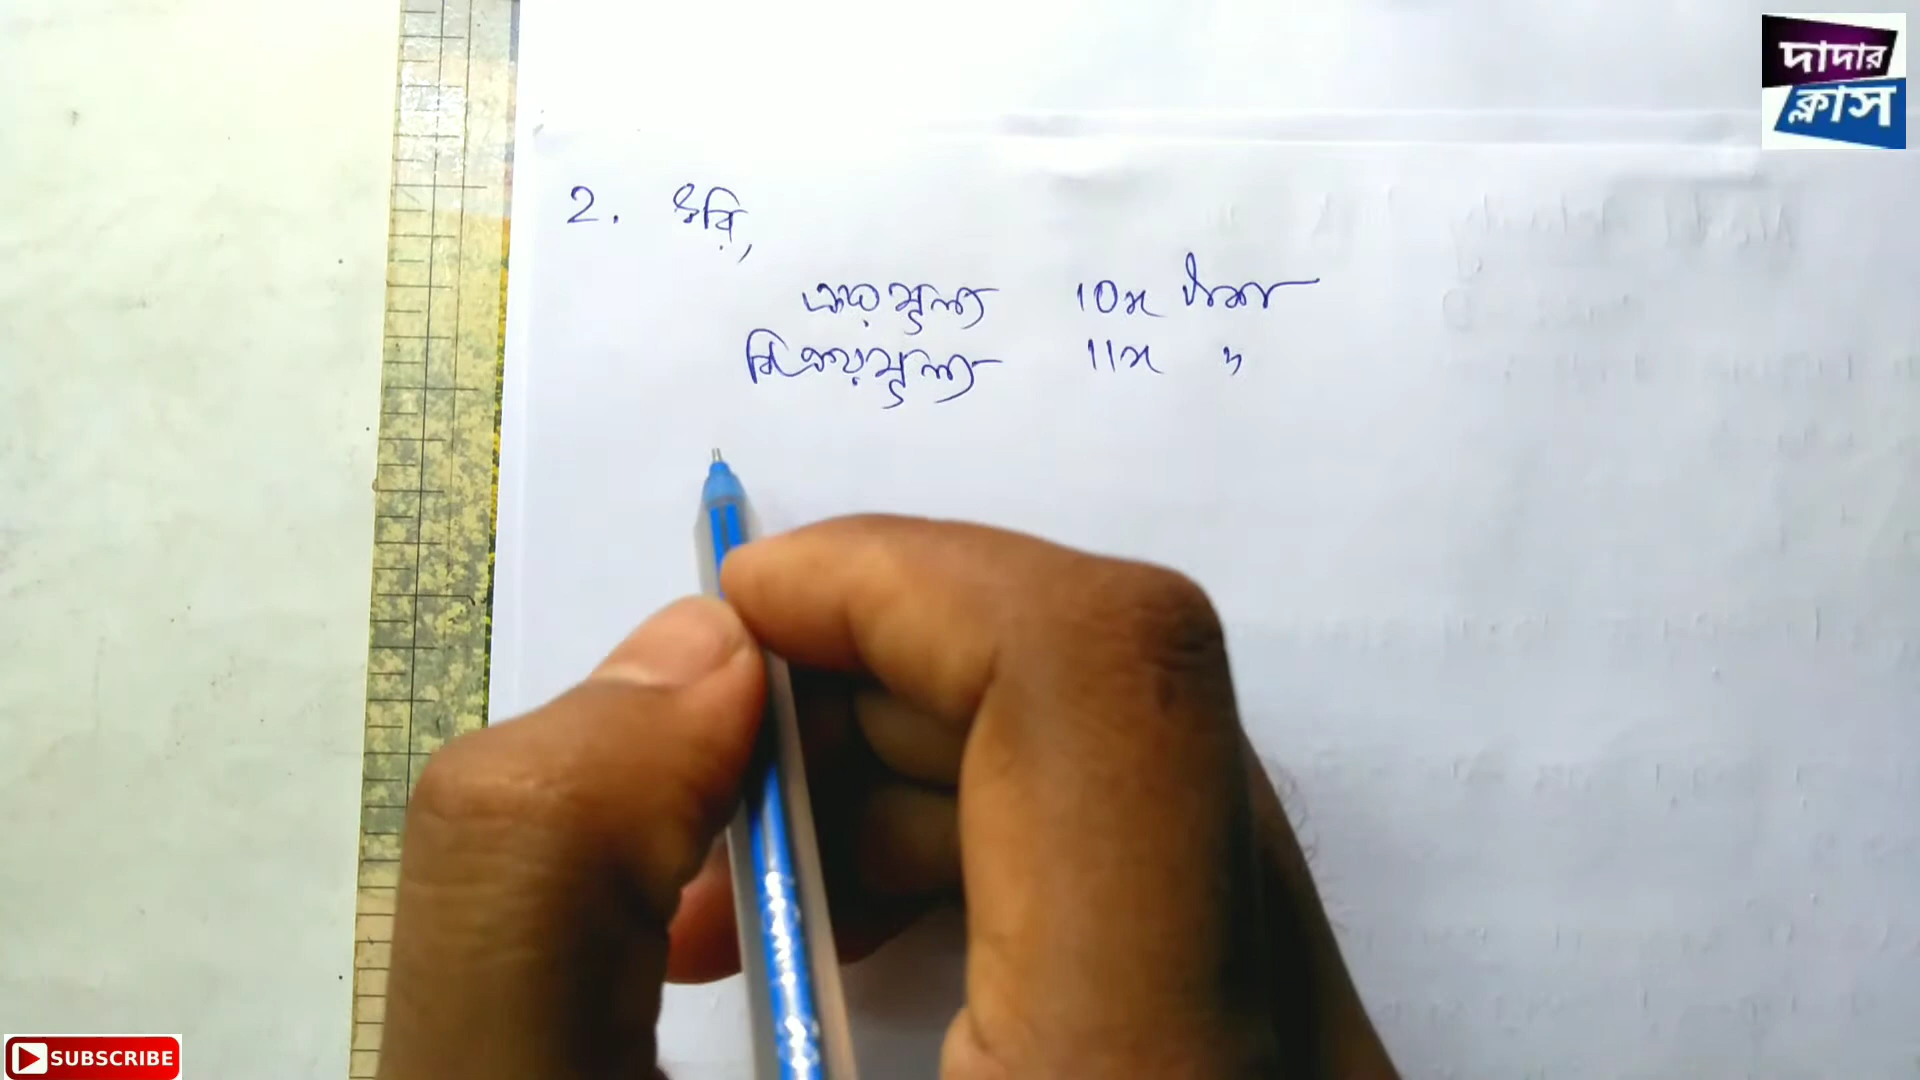 দাদার
ক্লাস
2. ধরি,
ক্রয়মূল্য 10x টাকা
বিক্রয়মূল্য 11x "
SUBSCRIBE